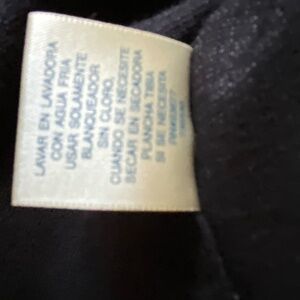 LAVAR EN LAVADORA
CON AGUA FRIA
USAR SOLAMENTE
BLANQUEADOR
SIN CLORO,
CUANDO SE NECESITE
SECAR EN SECADORA
PLANCHA TIBIA
SI SE NECESITA